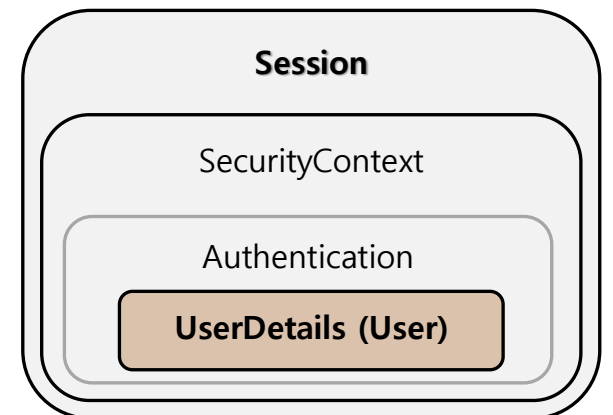 Session
SecurityContext
Authentication
UserDetails (User)